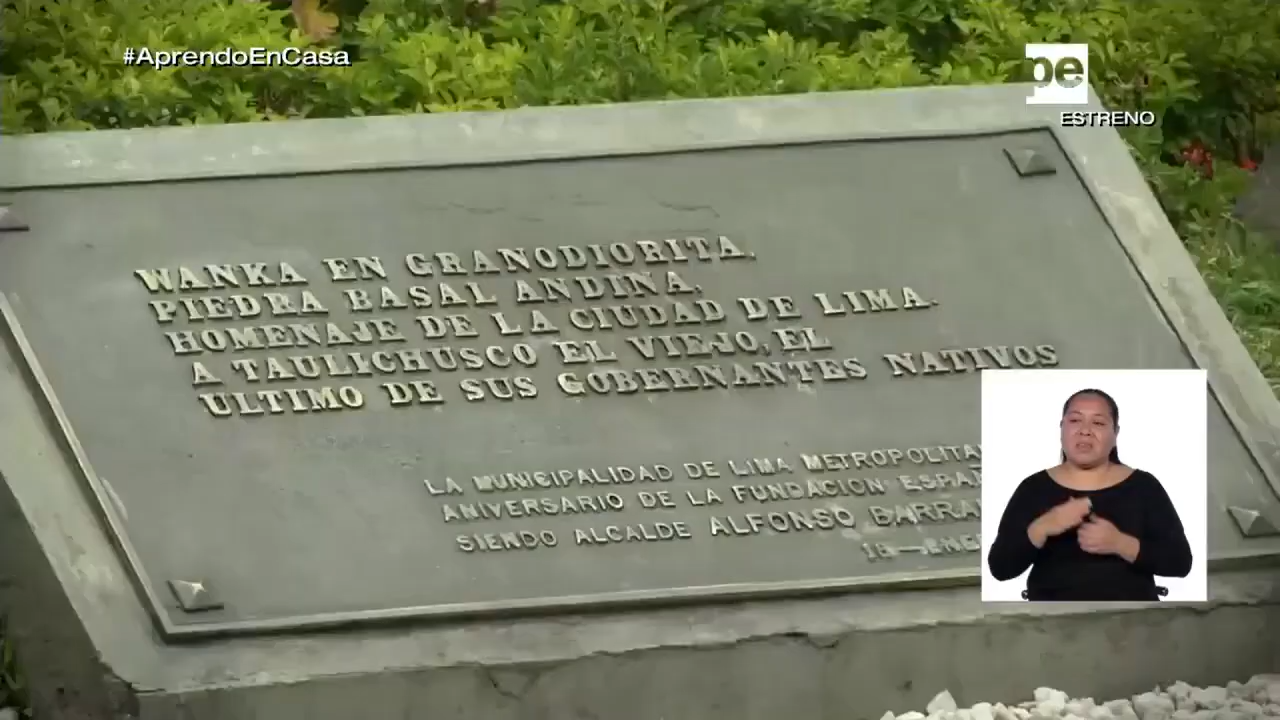 #AprendoEnCasa
pe
ESTRENO
WANKA EN GRANODIORITA,
PIEDRA BASAL ANDINA,
HOMENAJE DE LA CIUDAD DE LIMA.
A TAULICHUSCO EL VIEJO, EL
ULTIMO DE SUS GOBERNANTES NATIVOS
LA MUNICIPALIDAD DE LIMA
ANIVERSARIO DE LA FUNDACION
SIENDO ALCALDE ALFONSO
18